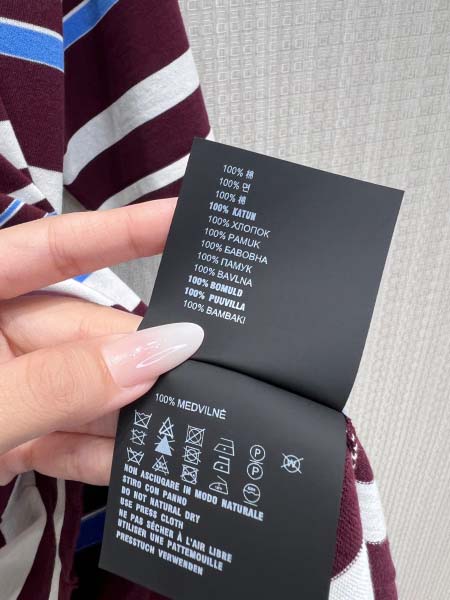 100% 棉
100% 면
100% 棉
100% KATUN
100% ХЛОПОК
100% PAMUK
100% БАВОВНА
100% ПАМУК
100% BAVLNA
100% BOMULD
100% PUUVILLA
100% BAMBAKI
100% MEDVILNĖ
P
P
W
NON ASCIUGARE IN MODO NATURALE
STIRO CON PANNO
DO NOT NATURAL DRY
USE PRESS CLOTH
NE PAS SÉCHER À L'AIR LIBRE
UTILISER UNE PATTEMOUILLE
PRESSTUCH VERWENDEN